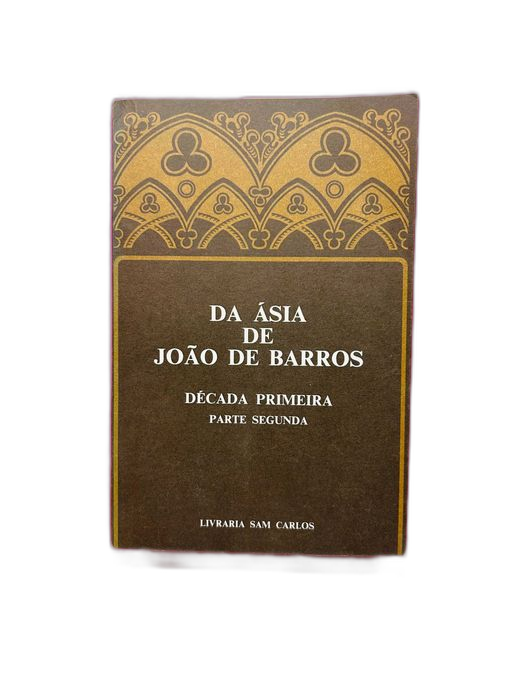 DA ÁSIA
DE
JOÃO DE BARROS
DÉCADA PRIMEIRA
PARTE SEGUNDA
LIVRARIA SAM CARLOS